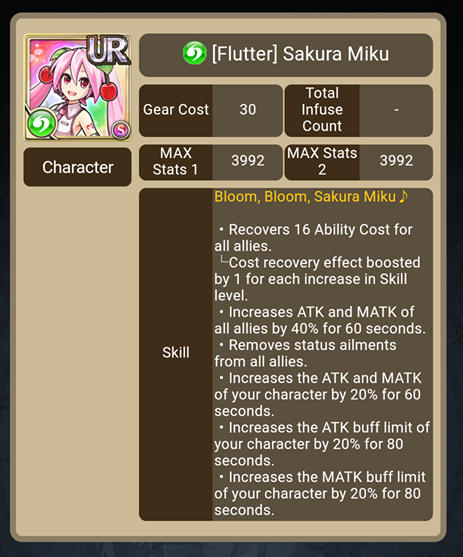 UR
[Flutter] Sakura Miku
S
Gear Cost
30
Total
Infuse
Count
-
Character
MAX
Stats 1
3992
MAX Stats
2
3992
Skill
Bloom, Bloom, Sakura Miku♪
・Recovers 16 Ability Cost for
all allies.
└Cost recovery effect boosted
by 1 for each increase in Skill
level.
・Increases ATK and MATK of
all allies by 40% for 60 seconds.
・Removes status ailments
from all allies.
・Increases the ATK and MATK
of your character by 20% for 60
seconds.
・Increases the ATK buff limit of
your character by 20% for 80
seconds.
・Increases the MATK buff limit
of your character by 20% for 80
seconds.